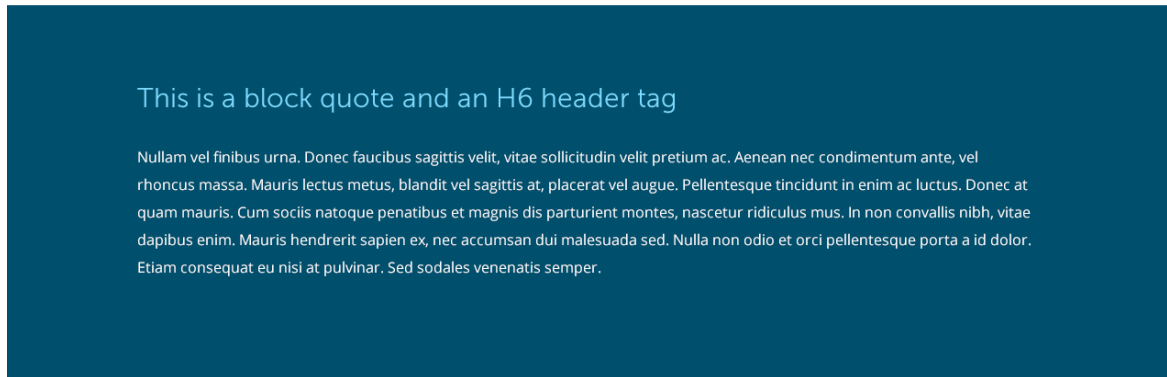 This is a block quote and an H6 header tag
Nullam vel finibus urna. Donec faucibus sagittis velit, vitae sollicitudin velit pretium ac. Aenean nec condimentum ante, vel
rhoncus massa. Mauris lectus metus, blandit vel sagittis at, placerat vel augue. Pellentesque tincidunt in enim ac luctus. Donec at
quam mauris. Cum sociis natoque penatibus et magnis dis parturient montes, nascetur ridiculus mus. In non convallis nibh, vitae
dapibus enim. Mauris hendrerit sapien ex, nec accumsan dui malesuada sed. Nulla non odio et orci pellentesque porta a id dolor.
Etiam consequat eu nisi at pulvinar. Sed sodales venenatis semper.